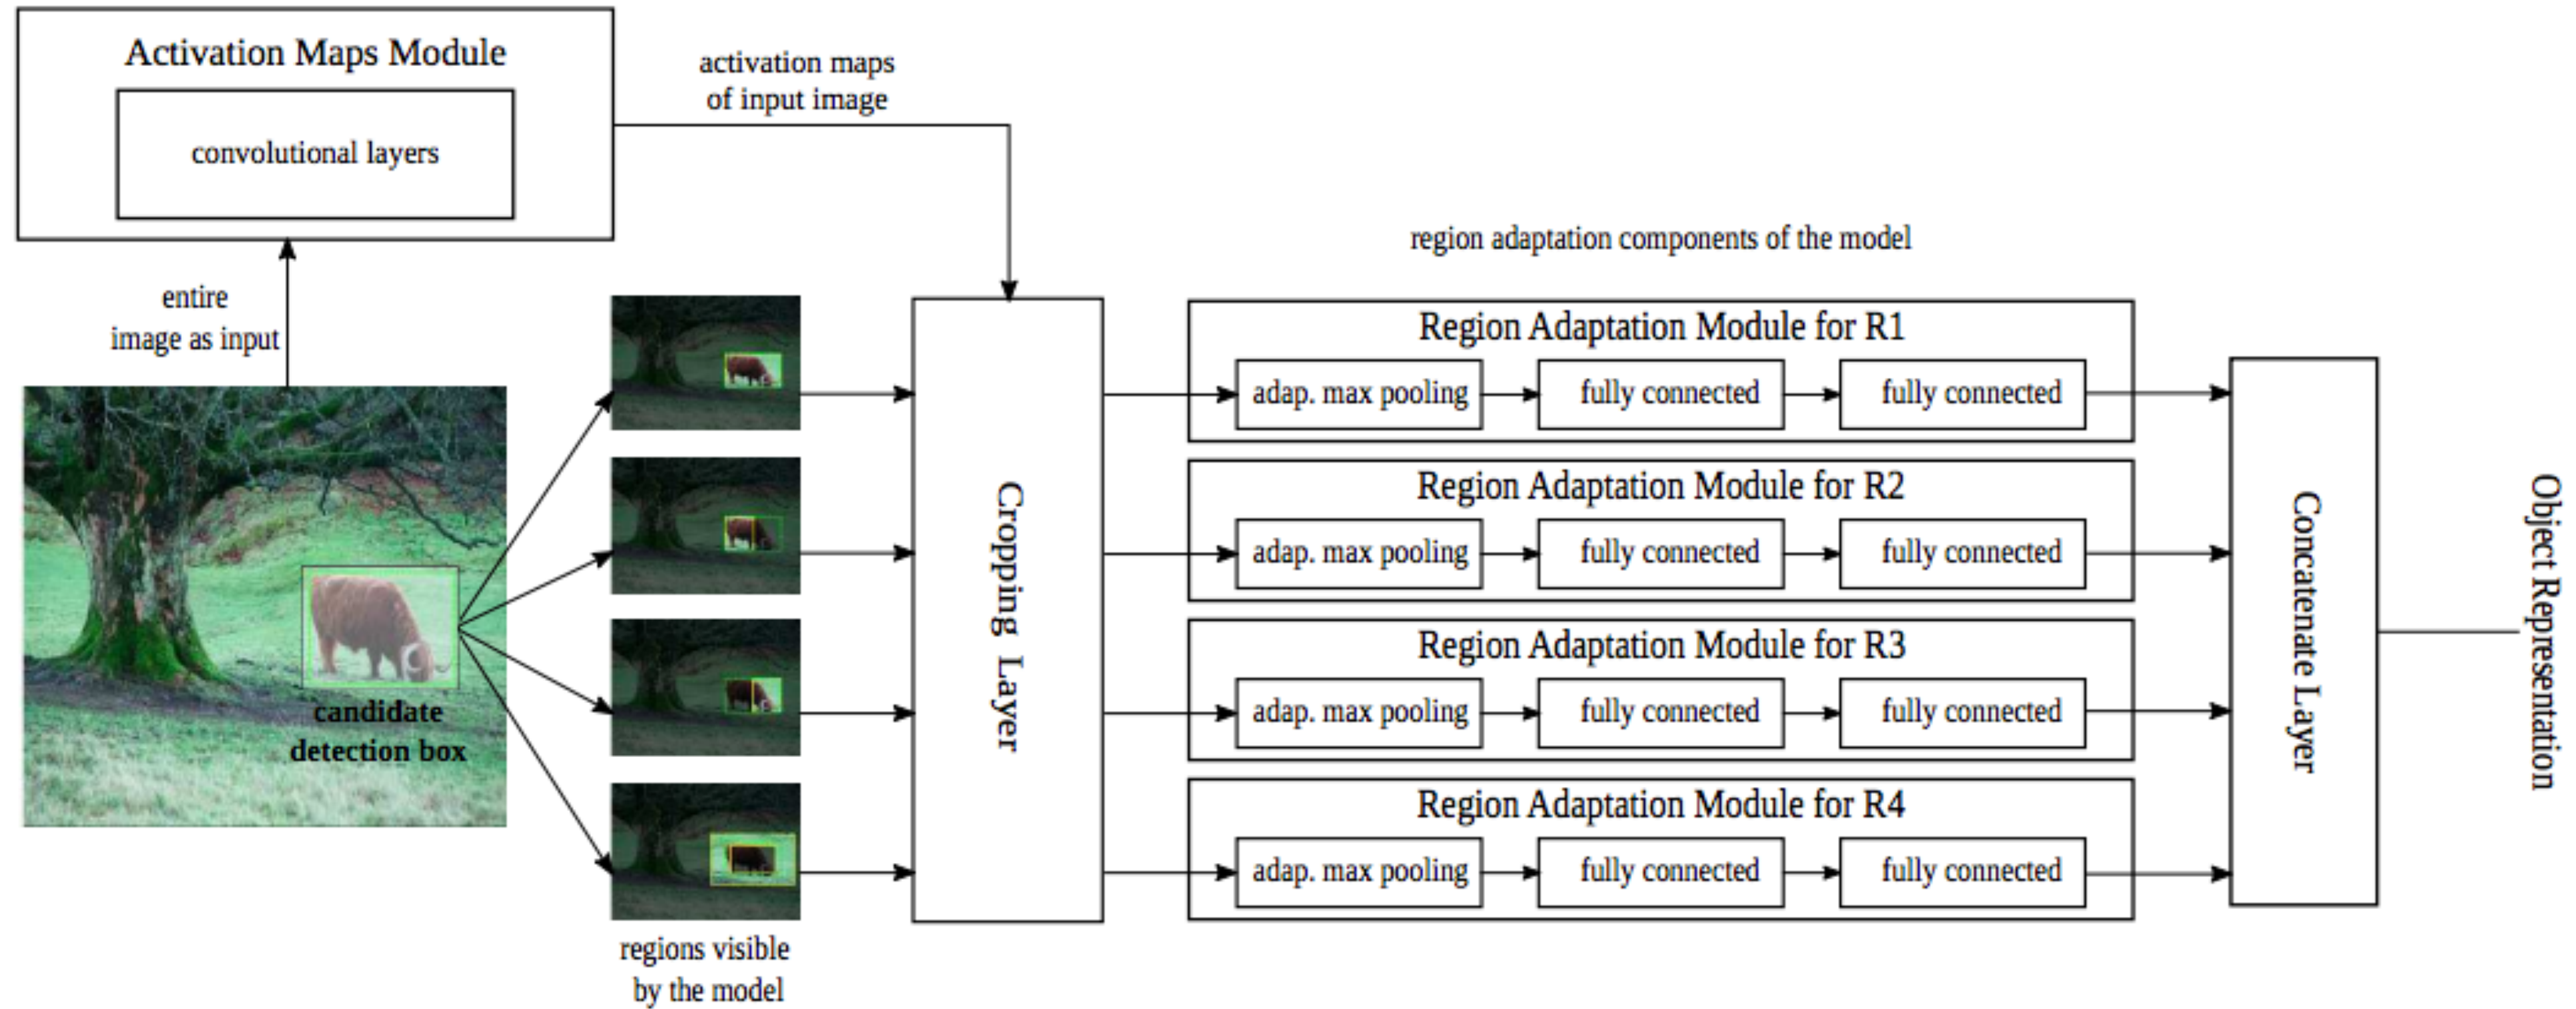 Activation Maps Module
convolutional layers
activation maps
of input image
entire
image as input
candidate
detection box
regions visible
by the model
Cropping Layer
region adaptation components of the model
Region Adaptation Module for R1
adap. max pooling
fully connected
fully connected
Region Adaptation Module for R2
adap. max pooling
fully connected
fully connected
Region Adaptation Module for R3
adap. max pooling
fully connected
fully connected
Region Adaptation Module for R4
adap. max pooling
fully connected
fully connected
Concatenate Layer
Object Representation